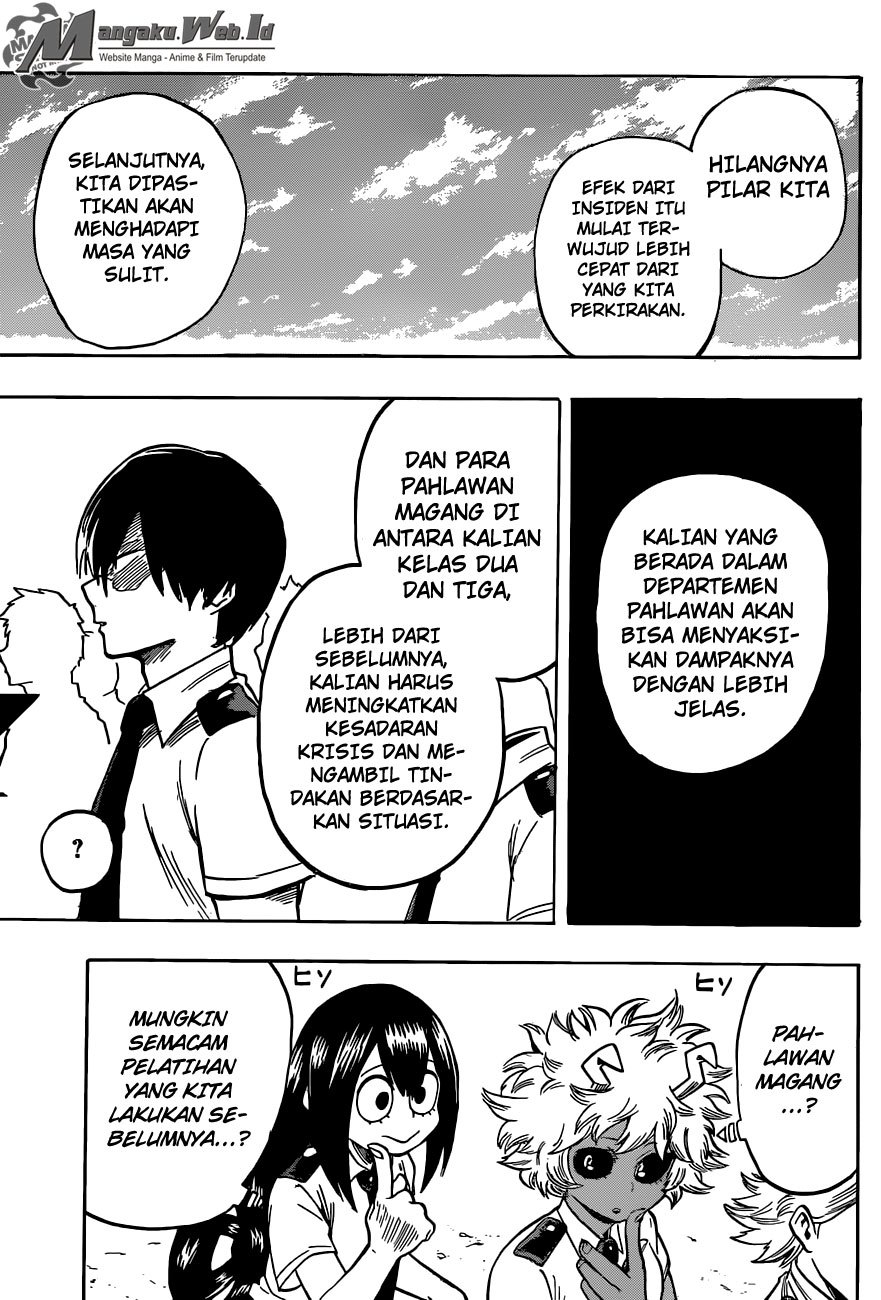 Mangaku.Web.Id
Website Manga - Anime & Film Terupdate
HILANGNYA
PILAR KITA
EFEK DARI
INSIDEN ITU
MULAI TER-
WUJUD LEBIH
CEPAT DARI
YANG KITA
PERKIRAKAN.
SELANJUTNYA,
KITA DIPAS-
TIKAN AKAN
MENGHADAPI
MASA YANG
SULIT.
KALIAN YANG
BERADA DALAM
DEPARTEMEN
PAHLAWAN AKAN
BISA MENYAKSI-
KAN DAMPAKNYA
DENGAN LEBIH
JELAS.
DAN PARA
PAHLAWAN
MAGANG DI
ANTARA KALIAN
KELAS DUA
DAN TIGA,
LEBIH DARI
SEBELUMNYA,
KALIAN HARUS
MENINGKATKAN
KESADARAN
KRISIS DAN ME-
NGAMBIL TIN-
DAKAN BERDASAR-
KAN SITUASI.
?
PAH-
LAWAN
MAGANG
...?
ヒソ
ヒソ
MUNGKIN
SEMACAM
PELATIHAN
YANG KITA
LAKUKAN SE-
BELUMNYA...?